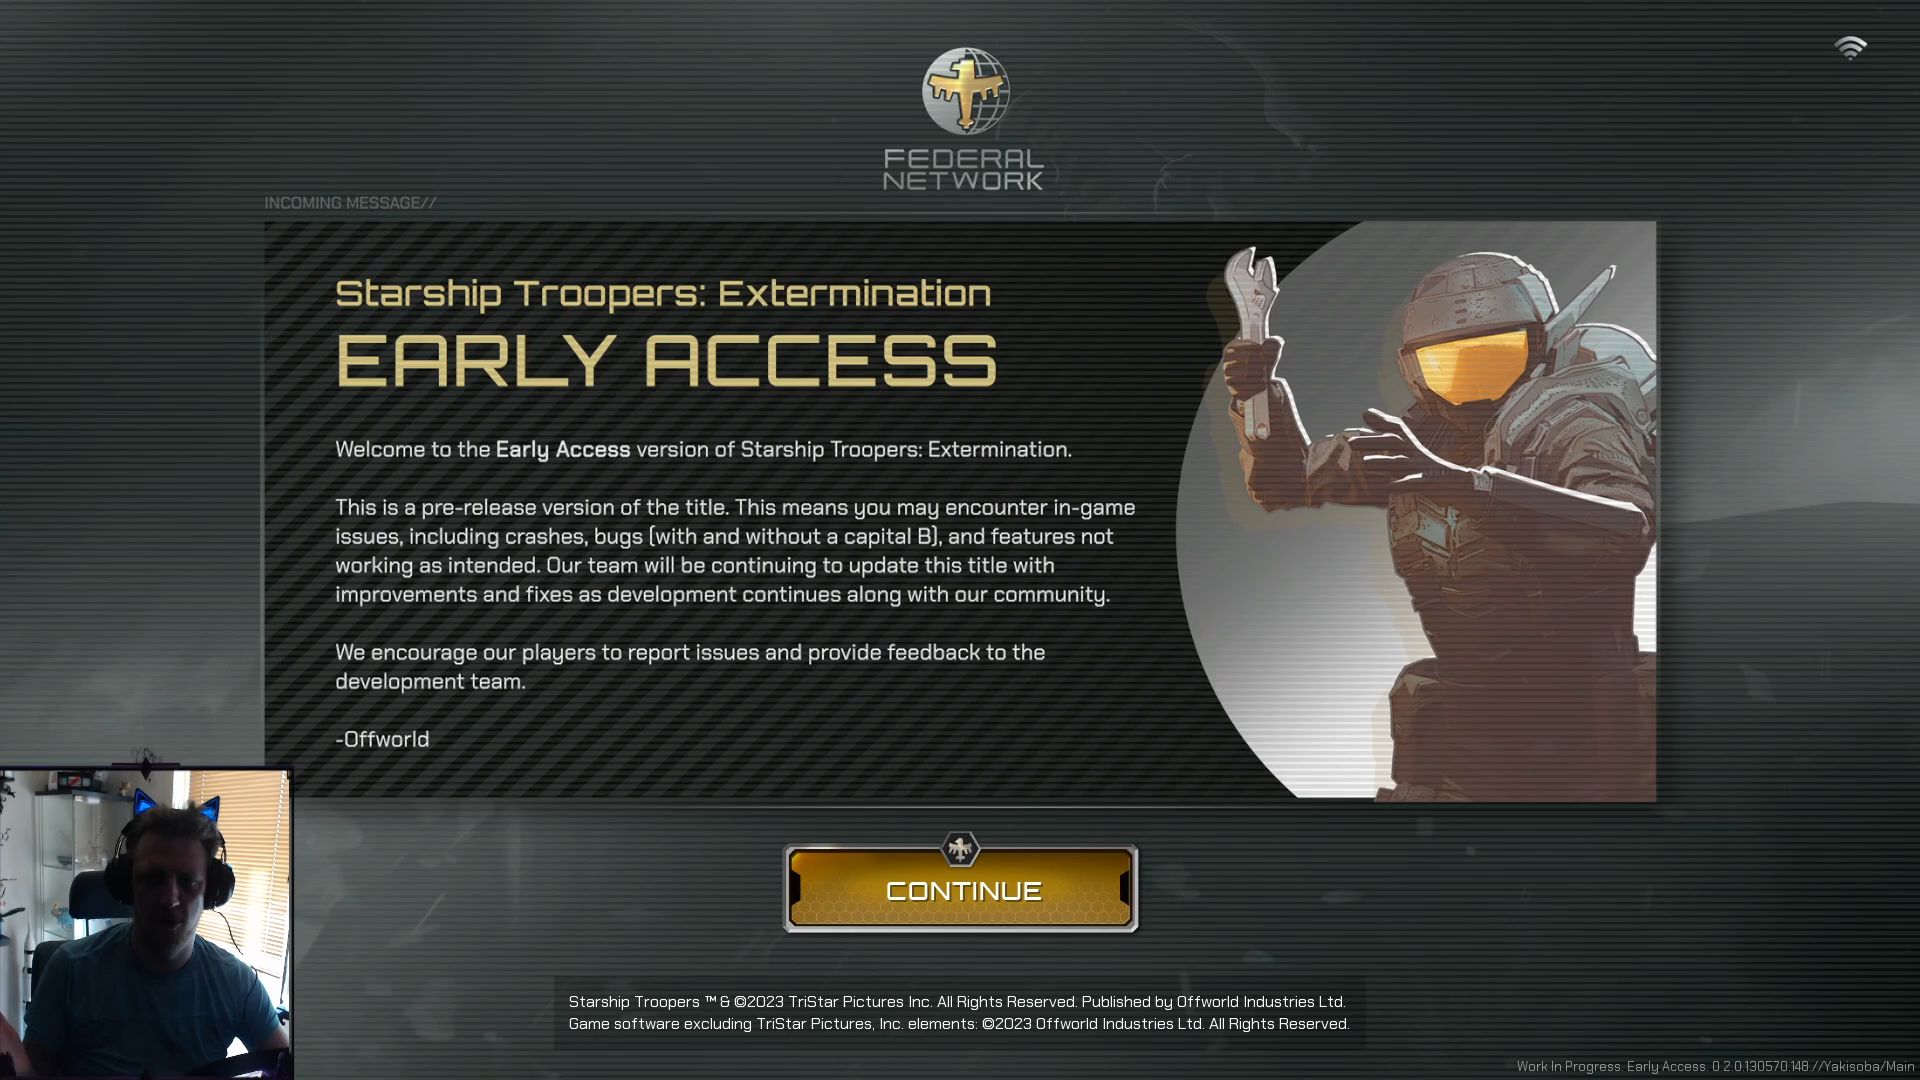 FEDERAL
NETWORK
INCOMING MESSAGE//
Starship Troopers: Extermination
EARLY ACCESS
Welcome to the Early Access version of Starship Troopers: Extermination.
This is a pre-release version of the title. This means you may encounter in-game
issues, including crashes, bugs (with and without a capital B), and features not
working as intended. Our team will be continuing to update this title with
improvements and fixes as development continues along with our community.
We encourage our players to report issues and provide feedback to the
development team.
-Offworld
CONTINUE
Starship Troopers ™ & ©2023 TriStar Pictures Inc. All Rights Reserved. Published by Offworld Industries Ltd.
Game software excluding TriStar Pictures, Inc. elements: ©2023 Offworld Industries Ltd. All Rights Reserved.
Work In Progress. Early Access. 0.2.0.130570.148 //Yakisoba/Main